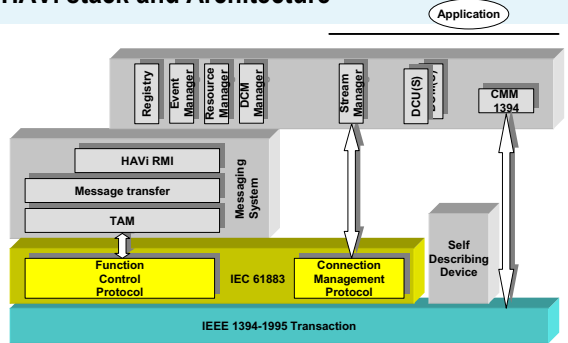 HAVi stack and Architecture
Application
Registry
Event
Manager
Resource
Manager
DCM
Manager
Stream
Manager
DCU(S)
CMM
1394
HAVi RMI
Message transfer
TAM
Messaging
System
Function
Control
Protocol
IEC 61883
Connection
Management
Protocol
Self
Describing
Device
IEEE 1394-1995 Transaction